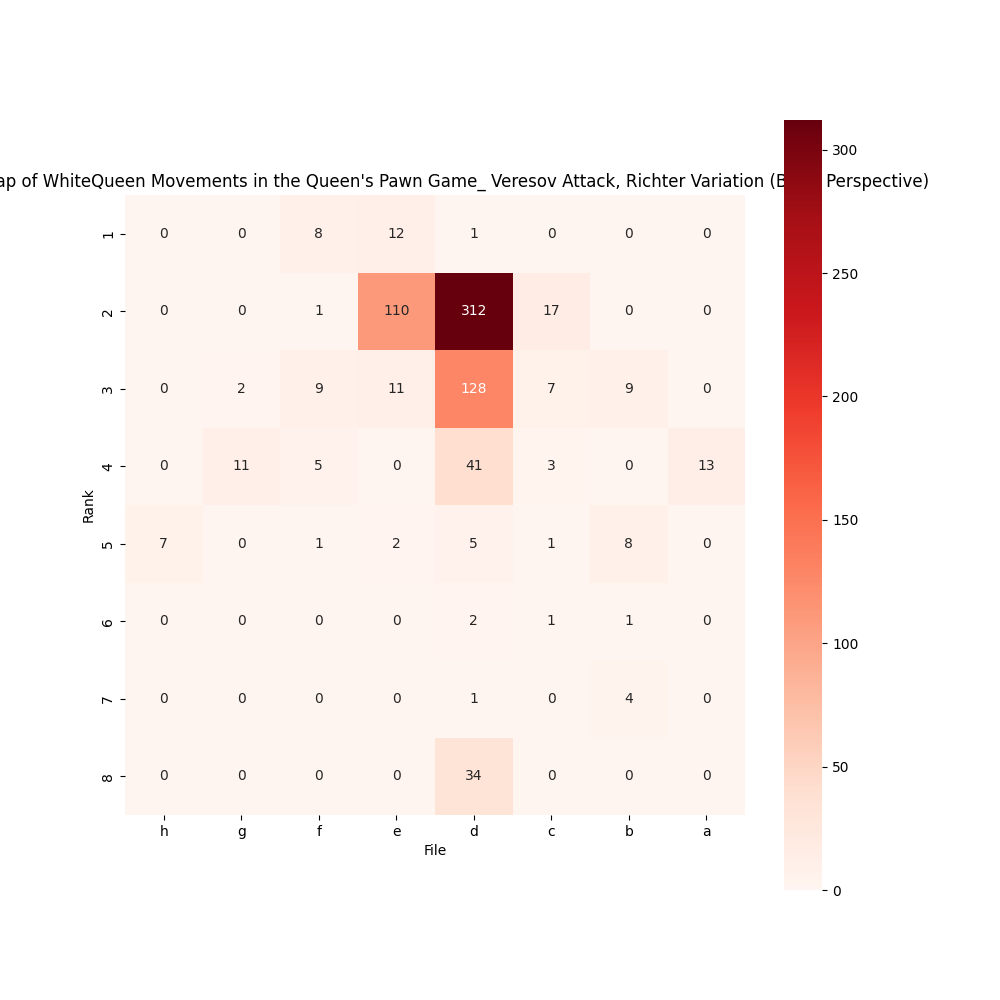 300
ap of WhiteQueen Movements in the Queen's Pawn Game_ Veresov Attack, Richter Variation (B Perspective)
1 0 0 8 12 1 0 0 0
250
2 0 0 1 110 312 17 0 0
3 0 2 9 11 128 7 9 0
200
4 0 11 5 0 41 3 0 13
Rank
150
5 7 0 1 2 5 1 8 0
6 0 0 0 0 2 1 1 0
100
7 0 0 0 0 1 0 4 0
50
8 0 0 0 0 34 0 0 0
h g f e d c b a
File
0